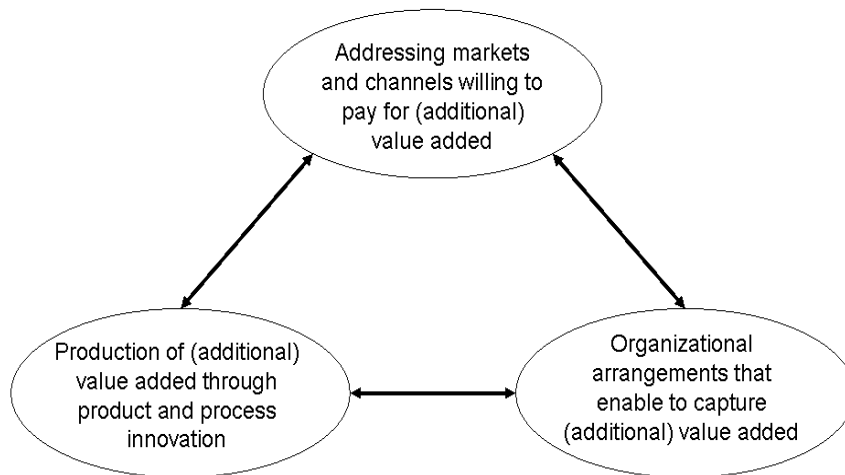 Addressing markets
and channels willing to
pay for (additional)
value added
Production of (additional)
value added through
product and process
innovation
Organizational
arrangements that
enable to capture
(additional) value added